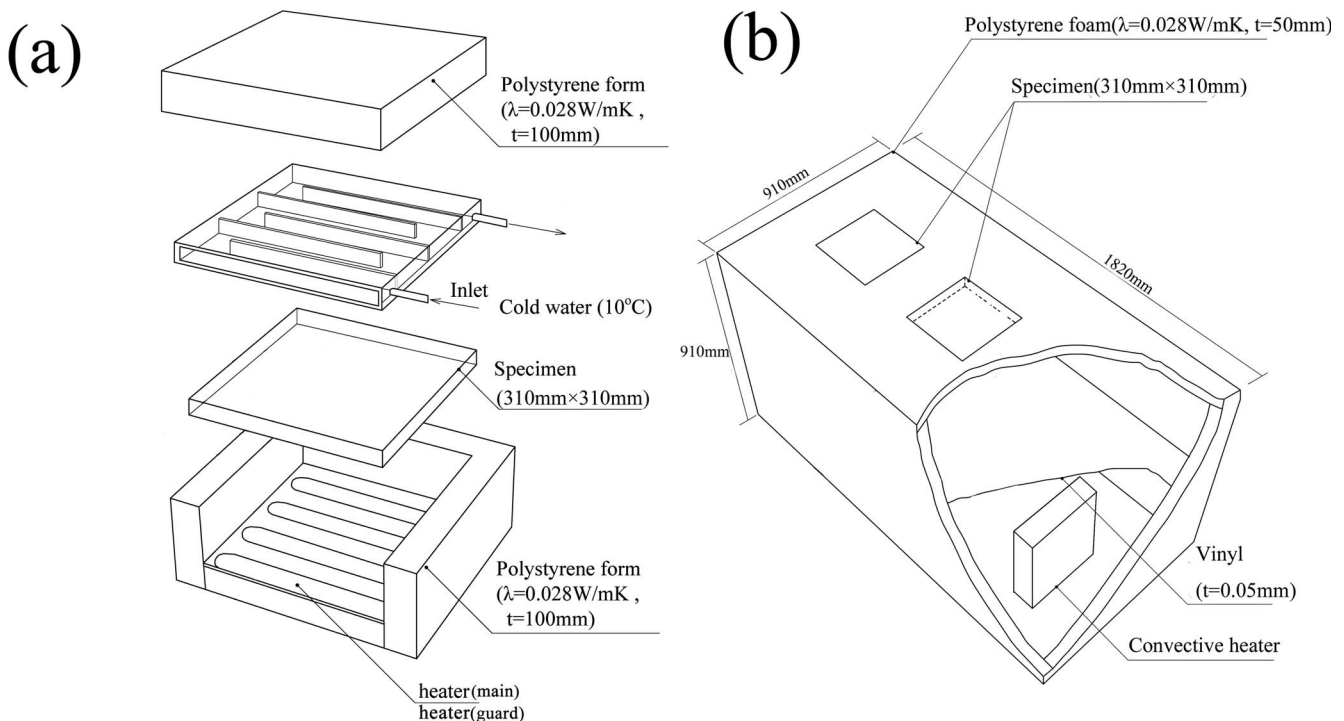 (a)
Polystyrene form
(λ=0.028W/mK ,
t=100mm)
Inlet
Cold water (10°C)
Specimen
(310mm×310mm)
Polystyrene form
(λ=0.028W/mK ,
t=100mm)
heater(main)
heater(guard)
(b)
Polystyrene foam(λ=0.028W/mK, t=50mm)
Specimen(310mm×310mm)
910mm
1820mm
910mm
Vinyl
(t=0.05mm)
Convective heater